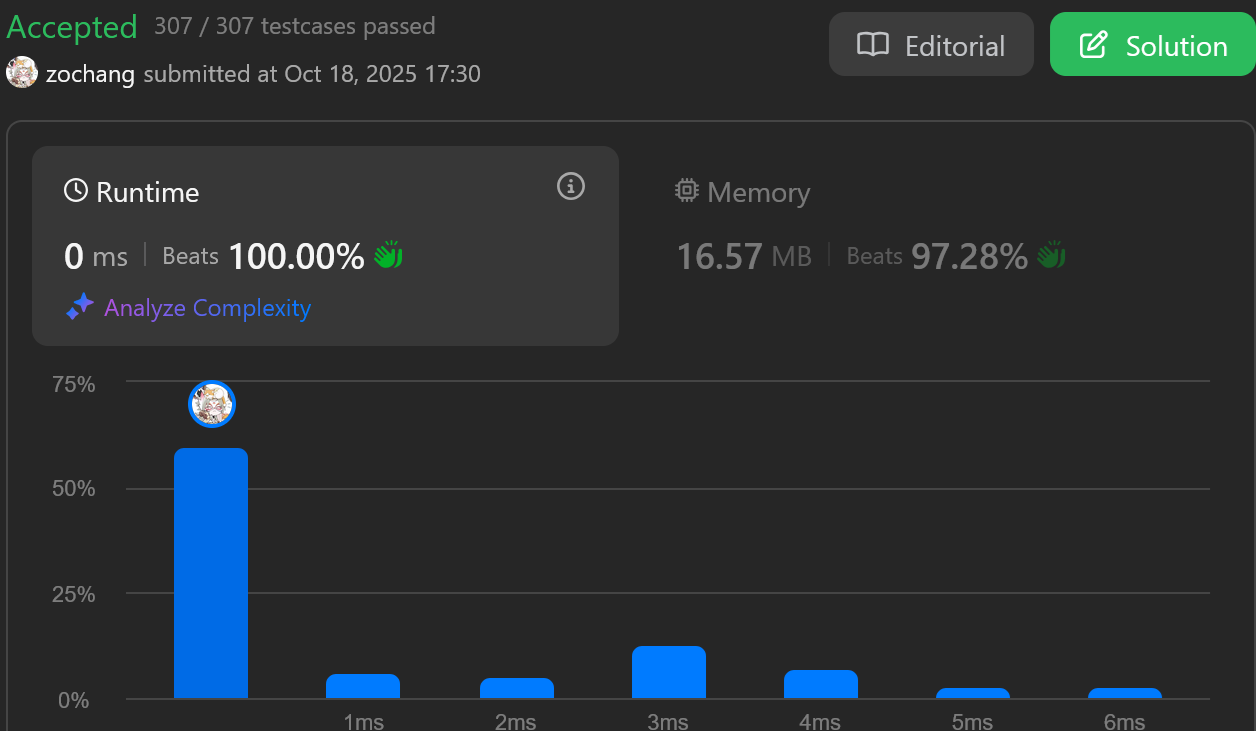 Accepted 307 / 307 testcases passed
zochang submitted at Oct 18, 2025 17:30
Editorial
Solution
Runtime
0 ms | Beats 100.00%
Analyze Complexity
Memory
16.57 MB | Beats 97.28%
75%
50%
25%
0%
1ms 2ms 3ms 4ms 5ms 6ms